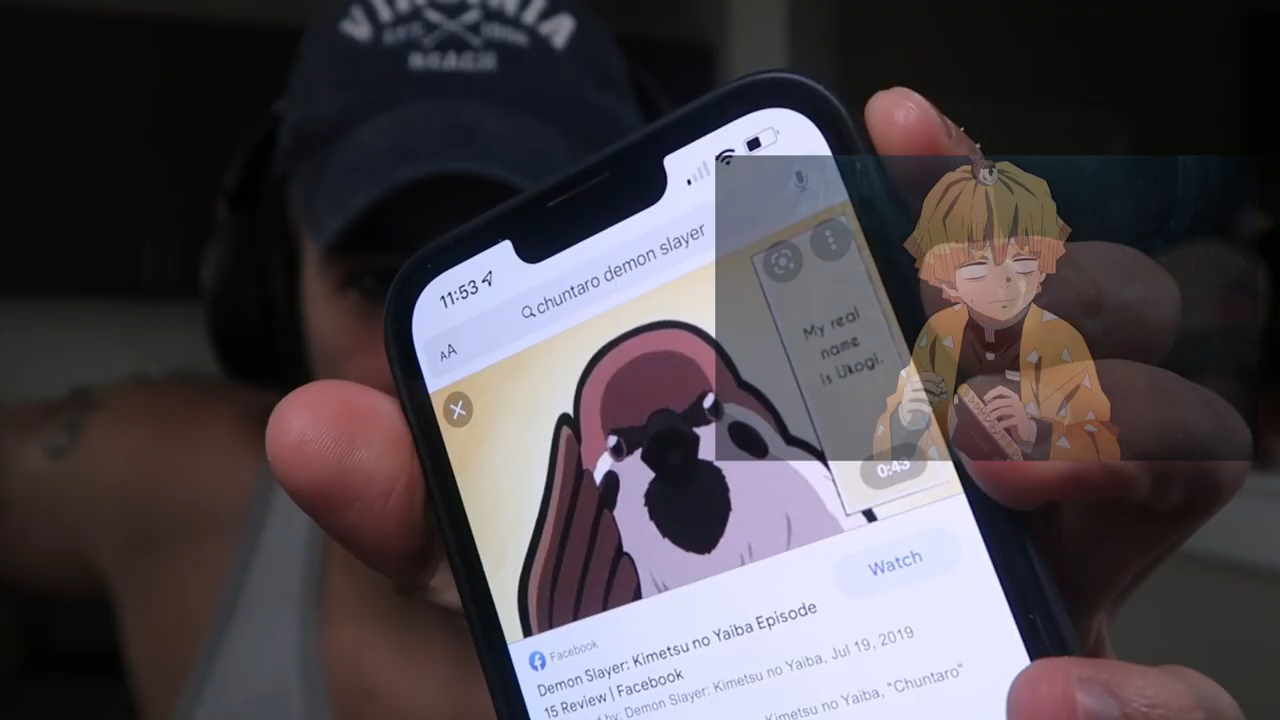 VIRGINIA
EST.
BEACH
11:53
chuntaro demon slayer
AA
My real
name
is Ukogi.
0:43
Watch
Facebook
Demon Slayer: Kimetsu no Yaiba Episode
15 Review | Facebook
by: Demon Slayer: Kimetsu no Yaiba, Jul 19, 2019
Kimetsu no Yaiba, "Chuntaro"